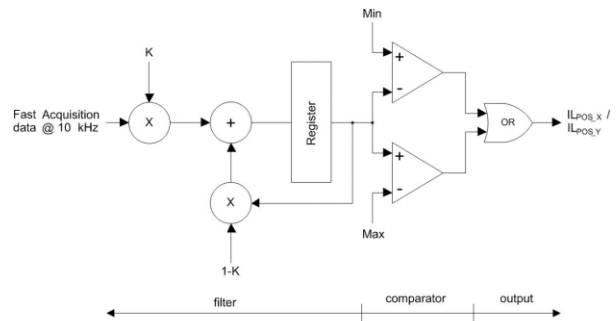 Min
K
+
-
Fast Acquisition
data @ 10 kHz
X
+
Register
OR
IL_POS_X /
IL_POS_Y
+
-
X
Max
1-K
filter
comparator
output